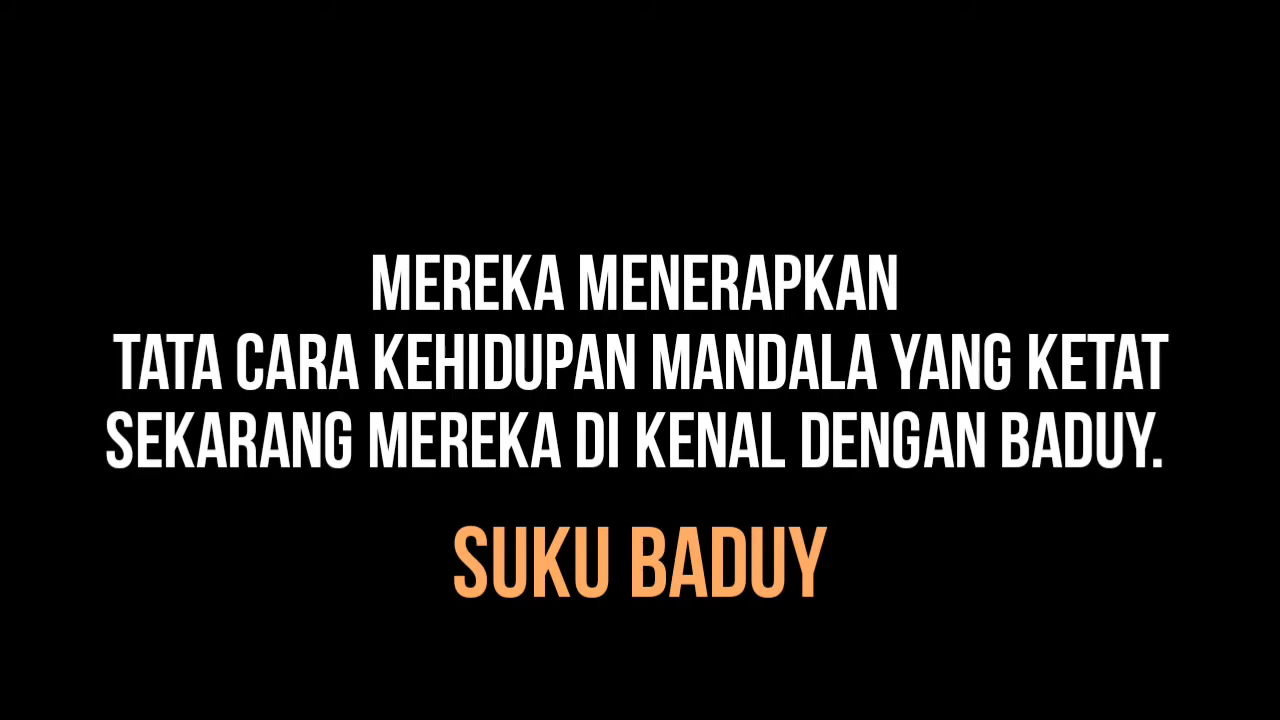 MEREKA MENERAPKAN
TATA CARA KEHIDUPAN MANDALA YANG KETAT
SEKARANG MEREKA DI KENAL DENGAN BADUY.
SUKU BADUY